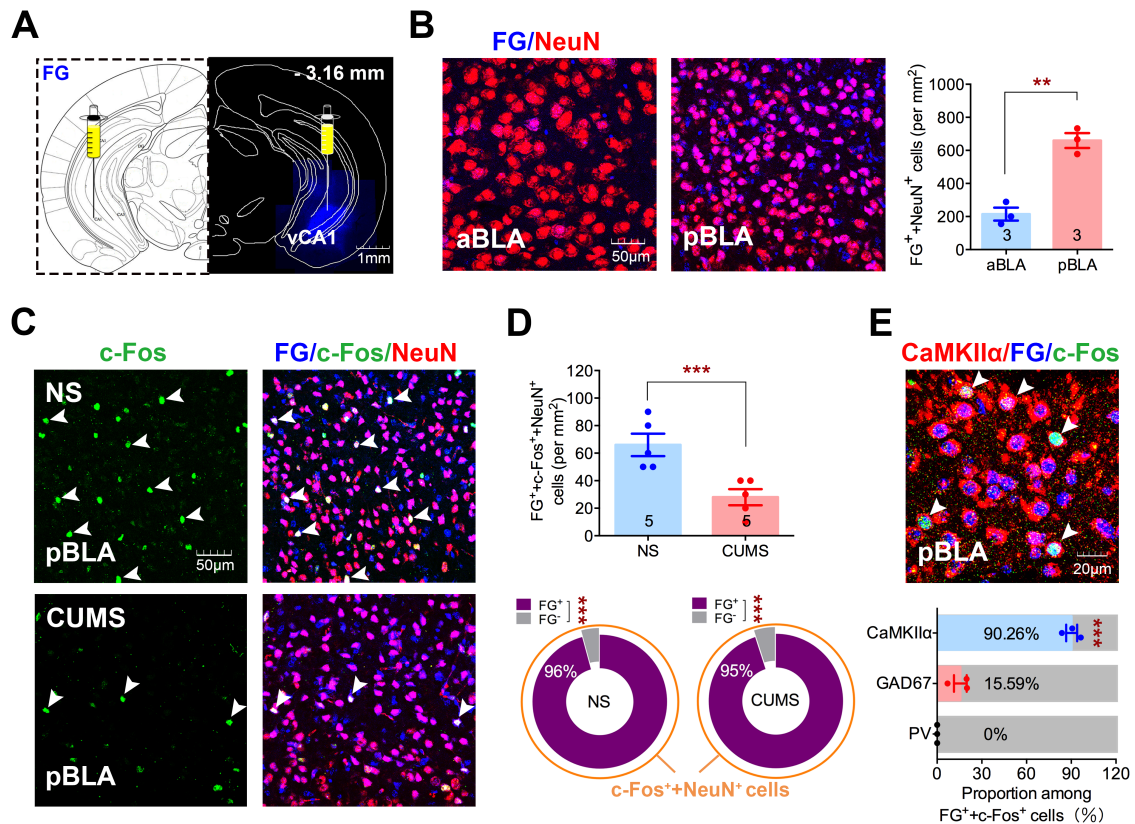 A
FG
- 3.16 mm
vCA1
1mm
B
FG/NeuN
aBLA
50µm
pBLA
FG⁺+NeuN⁺ cells (per mm²)
1000
800
600
400
200
0
**
3
3
aBLA
pBLA
C
c-Fos
FG/c-Fos/NeuN
NS
pBLA
50µm
CUMS
pBLA
D
FG⁺+c-Fos⁺+NeuN⁺
cells (per mm²)
120
100
80
60
40
20
0
***
5
5
NS
CUMS
FG⁺
FG⁻
***
96%
NS
FG⁺
FG⁻
***
95%
CUMS
c-Fos⁺+NeuN⁺ cells
E
CaMKIIα/FG/c-Fos
pBLA
20µm
CaMKIIα
90.26%
***
GAD67
15.59%
PV
0%
0 30 60 90 120
Proportion among
FG⁺+c-Fos⁺ cells (%)